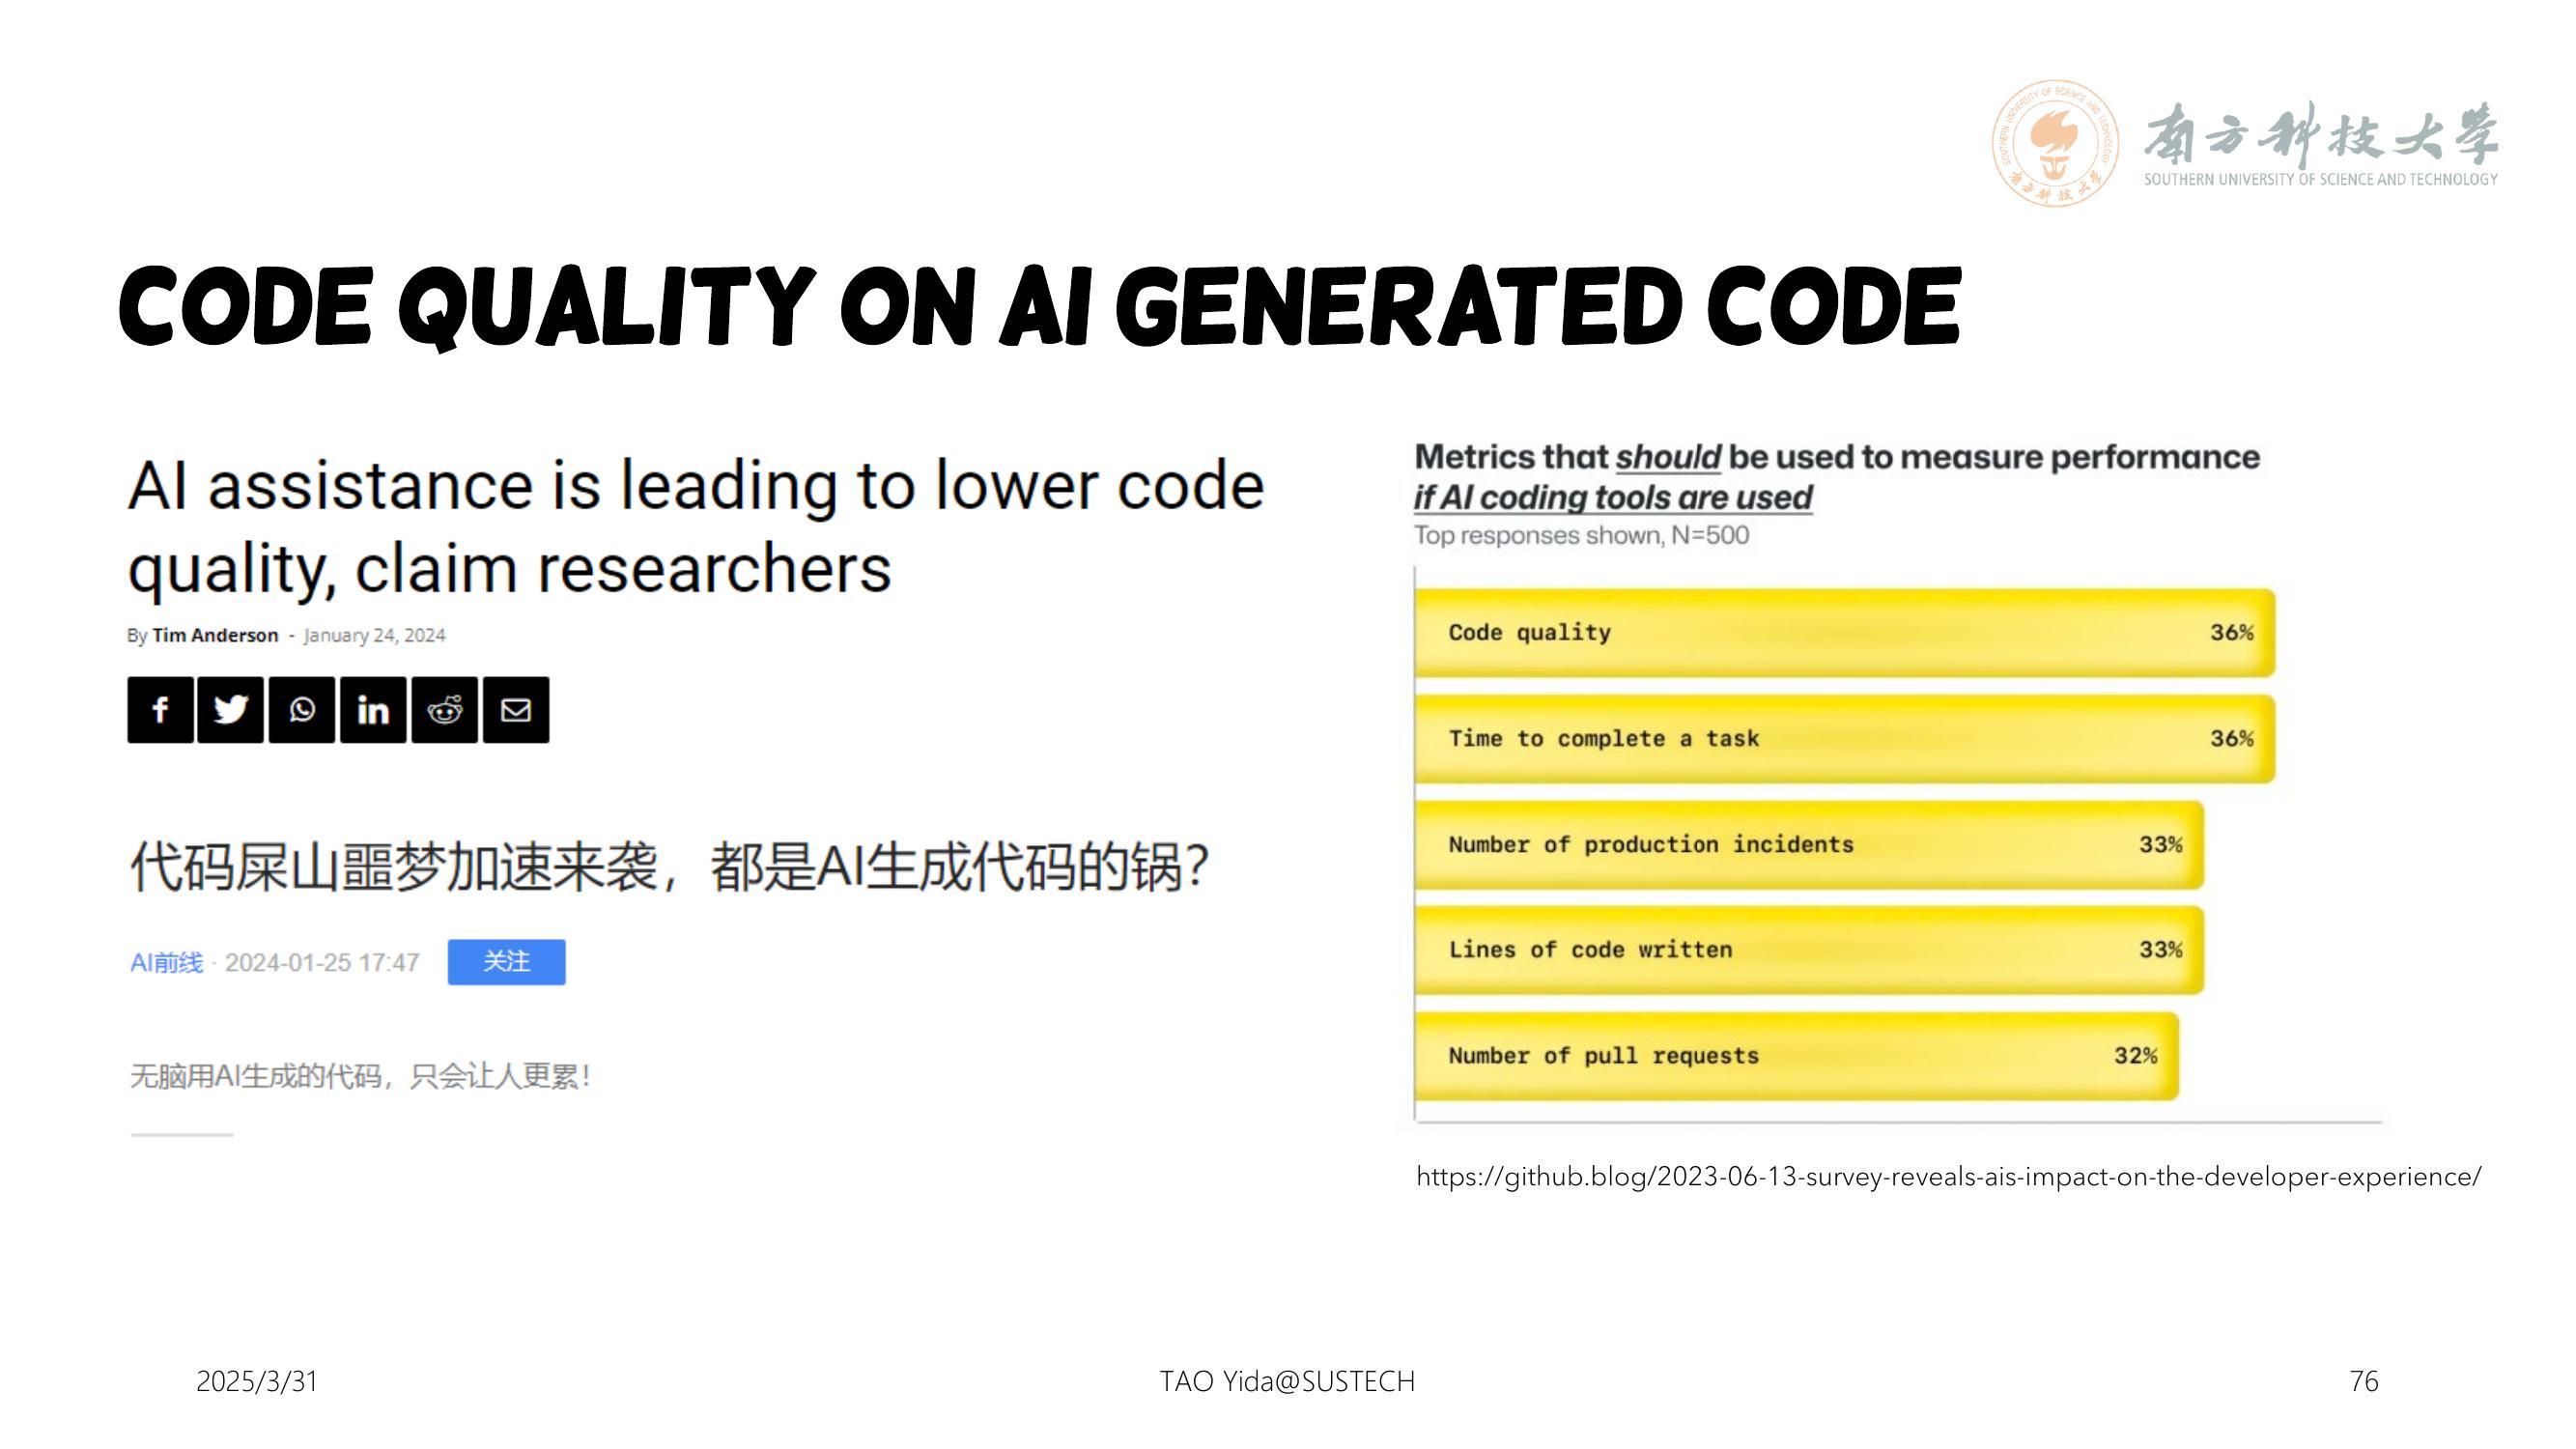 南方科技大学
SOUTHERN UNIVERSITY OF SCIENCE AND TECHNOLOGY
CODE QUALITY ON AI GENERATED CODE
AI assistance is leading to lower code
quality, claim researchers
By Tim Anderson - January 24, 2024
代码屎山噩梦加速来袭，都是AI生成代码的锅？
AI前线 · 2024-01-25 17:47 关注
无脑用AI生成的代码，只会让人更累！
Metrics that should be used to measure performance
if AI coding tools are used
Top responses shown, N=500
Code quality 36%
Time to complete a task 36%
Number of production incidents 33%
Lines of code written 33%
Number of pull requests 32%
https://github.blog/2023-06-13-survey-reveals-ais-impact-on-the-developer-experience/
2025/3/31
TAO Yida@SUSTECH
76